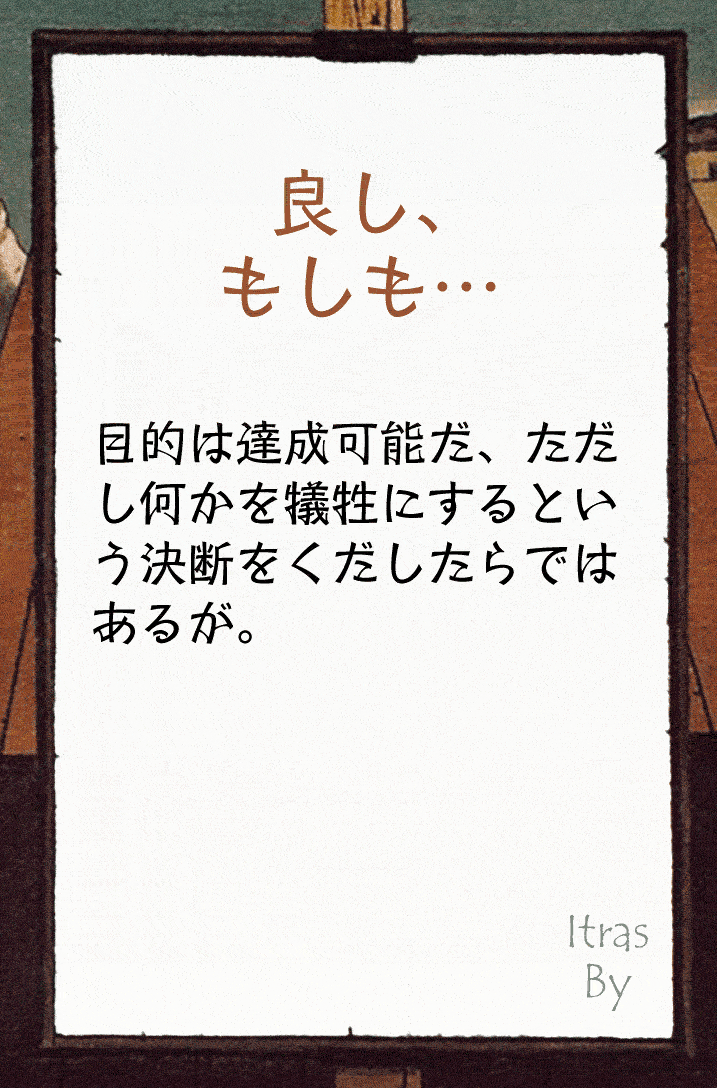 良し、
もしも…
目的は達成可能だ、ただ
し何かを犠牲にするとい
う決断をくだしたらでは
あるが。
Itras
By